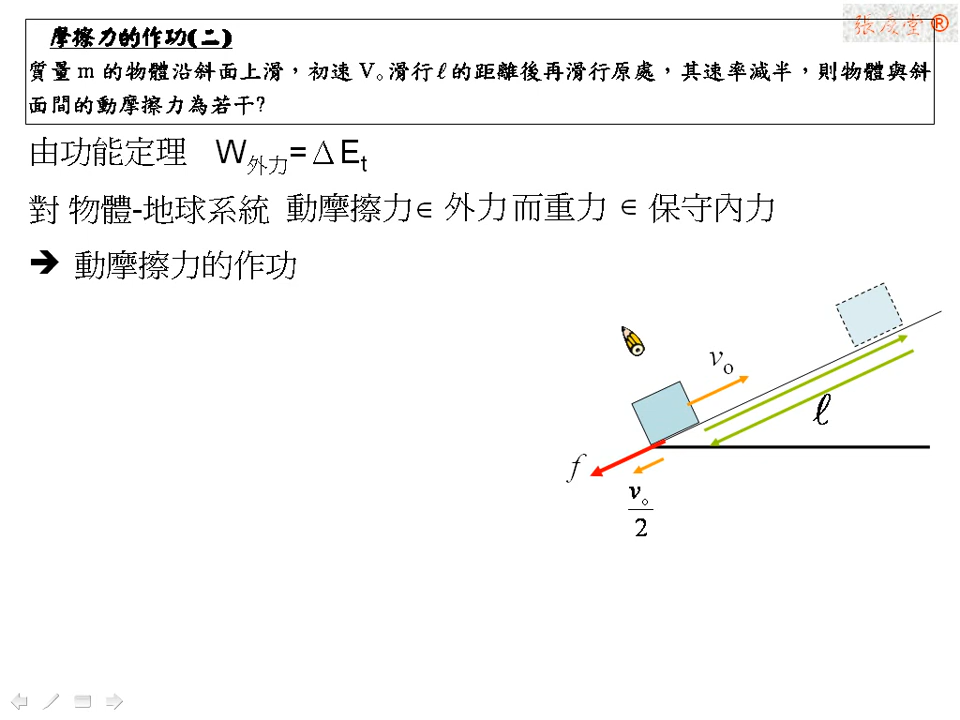 張慶堂®
摩擦力的作功(二)
質量 m 的物體沿斜面上滑，初速 V。滑行ℓ的距離後再滑行原處，其速率減半，則物體與斜
面間的動摩擦力為若干?
由功能定理 W外力=ΔEt
對 物體-地球系統 動摩擦力∈ 外力而重力 ∈ 保守內力
➔ 動摩擦力的作功
vo
ℓ
f
v。
2